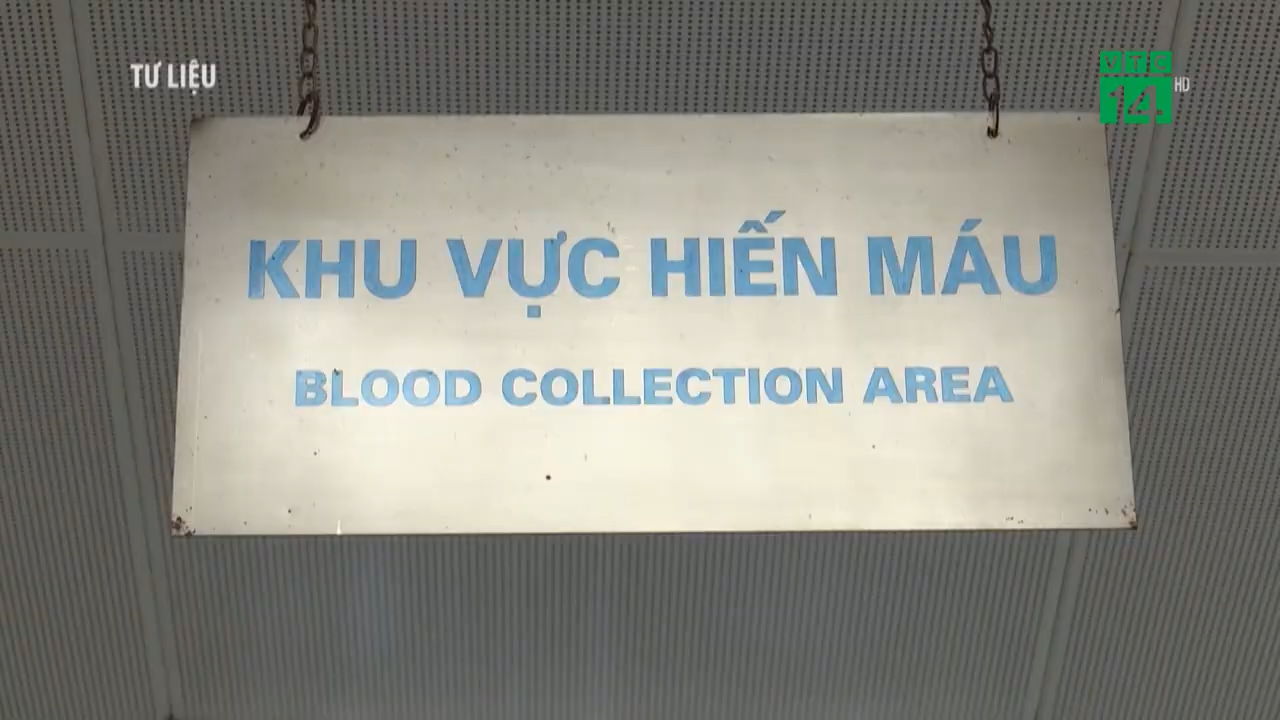 TƯ LIỆU
VTC
14
HD
KHU VỰC HIẾN MÁU
BLOOD COLLECTION AREA